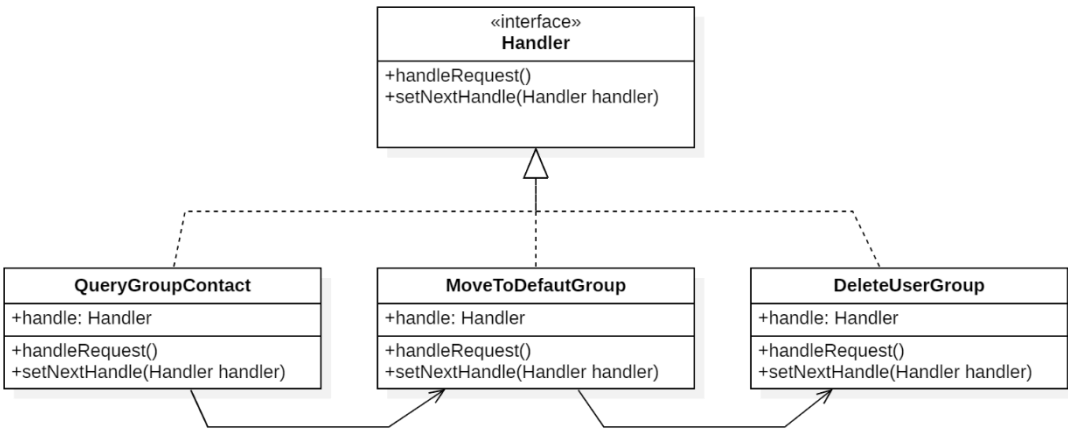 «interface»
Handler
+handleRequest()
+setNextHandle(Handler handler)
QueryGroupContact
+handle: Handler
+handleRequest()
+setNextHandle(Handler handler)
MoveToDefautGroup
+handle: Handler
+handleRequest()
+setNextHandle(Handler handler)
DeleteUserGroup
+handle: Handler
+handleRequest()
+setNextHandle(Handler handler)